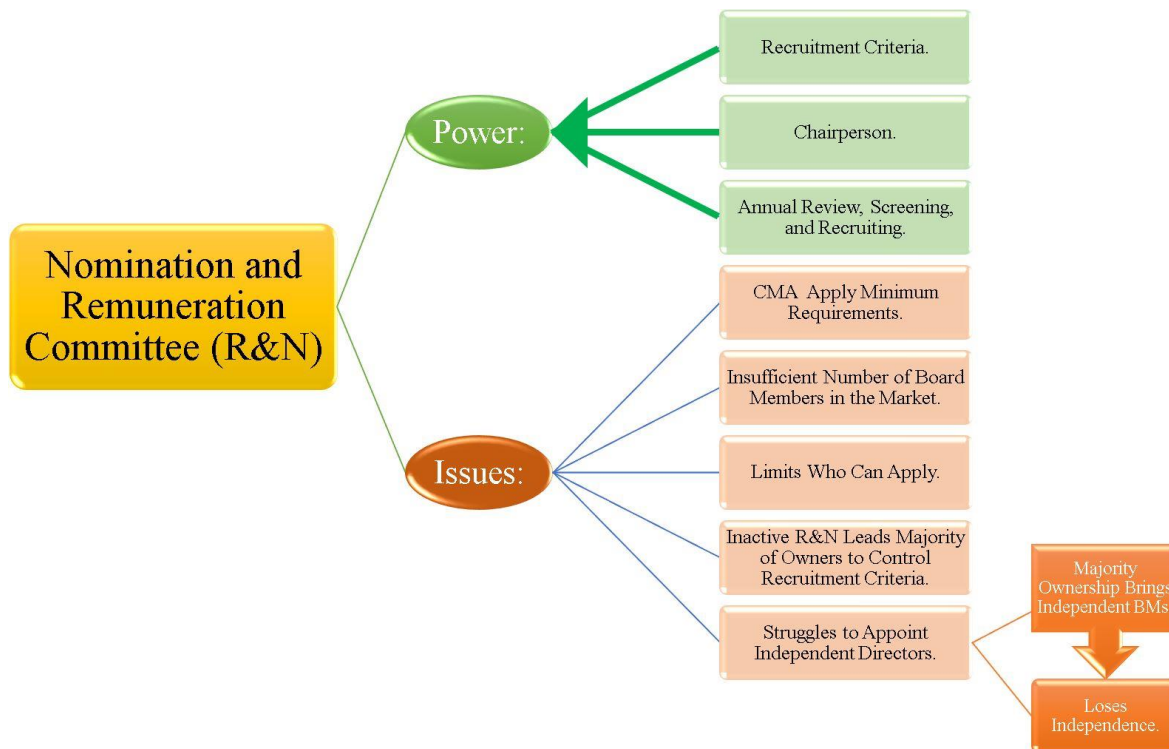 Nomination and
Remuneration
Committee (R&N)
Power:
Recruitment Criteria.
Chairperson.
Annual Review, Screening,
and Recruiting.
Issues:
CMA Apply Minimum
Requirements.
Insufficient Number of Board
Members in the Market.
Limits Who Can Apply.
Inactive R&N Leads Majority
of Owners to Control
Recruitment Criteria.
Struggles to Appoint
Independent Directors.
Majority
Ownership Brings
Independent BMs
Loses
Independence.